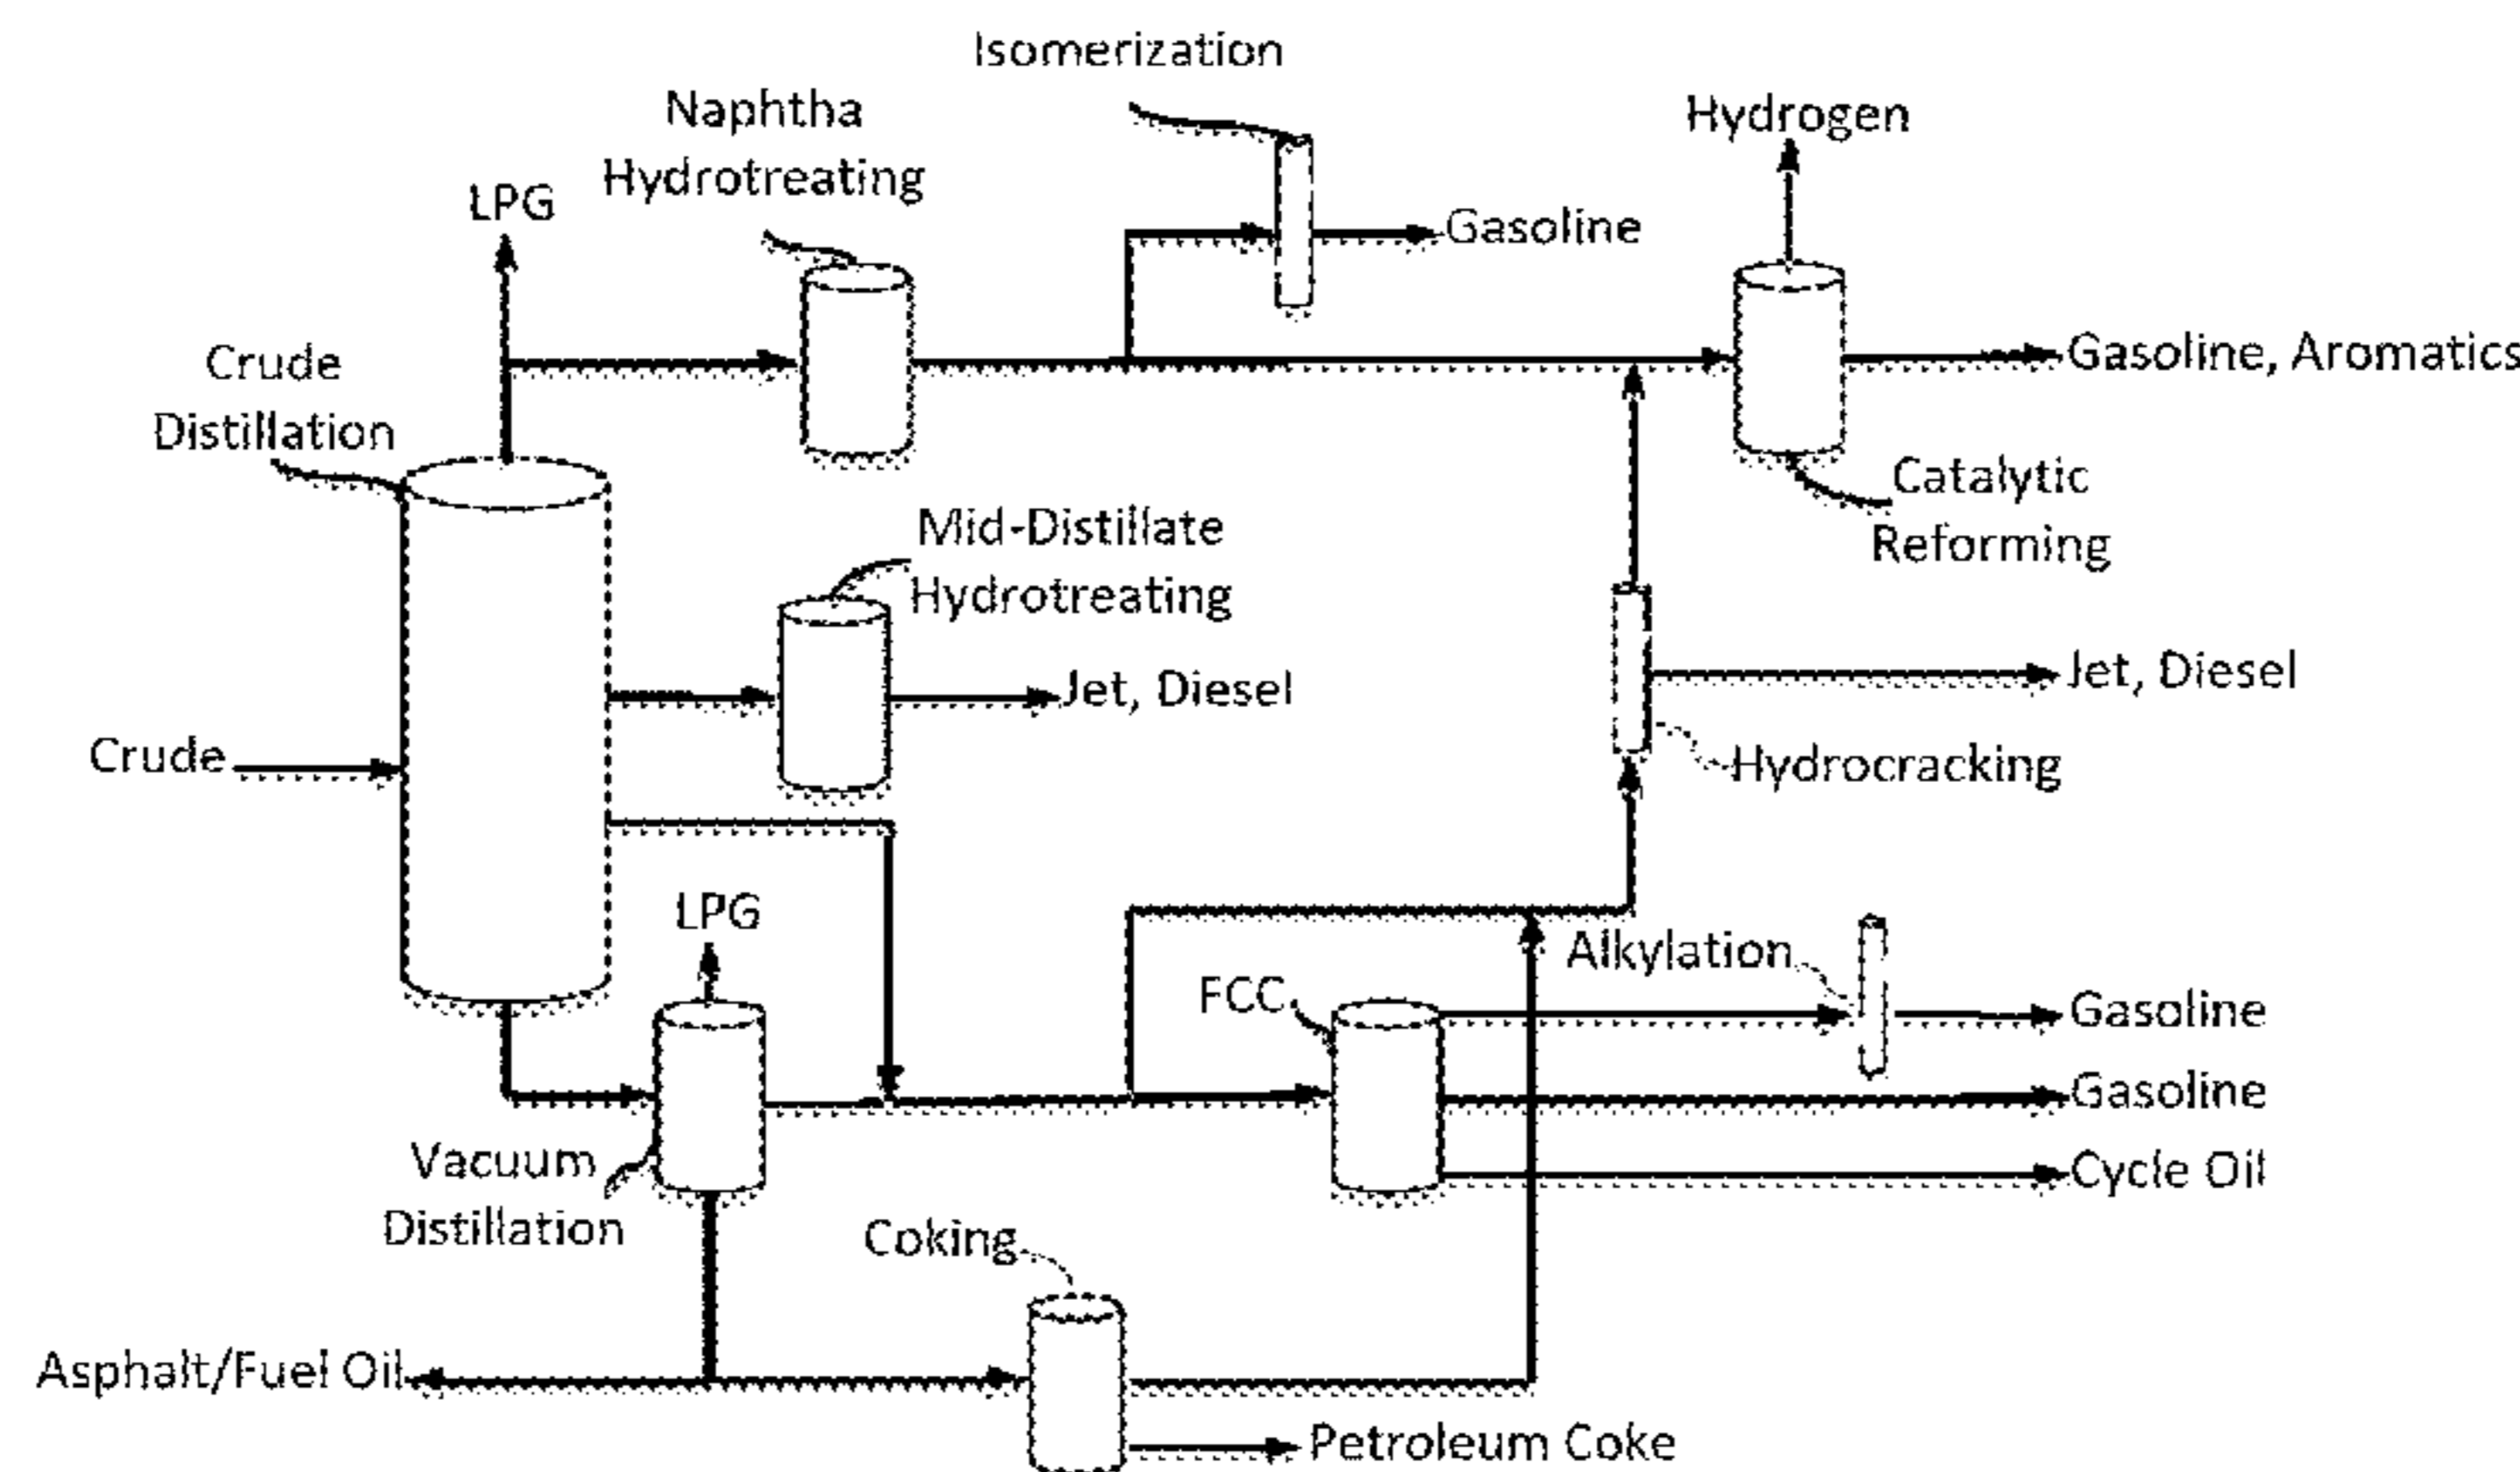 Isomerization
Naphtha
Hydrotreating
Hydrogen
LPG
Gasoline
Crude
Distillation
Gasoline, Aromatics
Catalytic
Reforming
Mid-Distillate
Hydrotreating
Jet, Diesel
Jet, Diesel
Crude
Hydrocracking
LPG
Alkylation
FCC
Gasoline
Gasoline
Vacuum
Distillation
Cycle Oil
Coking
Asphalt/Fuel Oil
Petroleum Coke